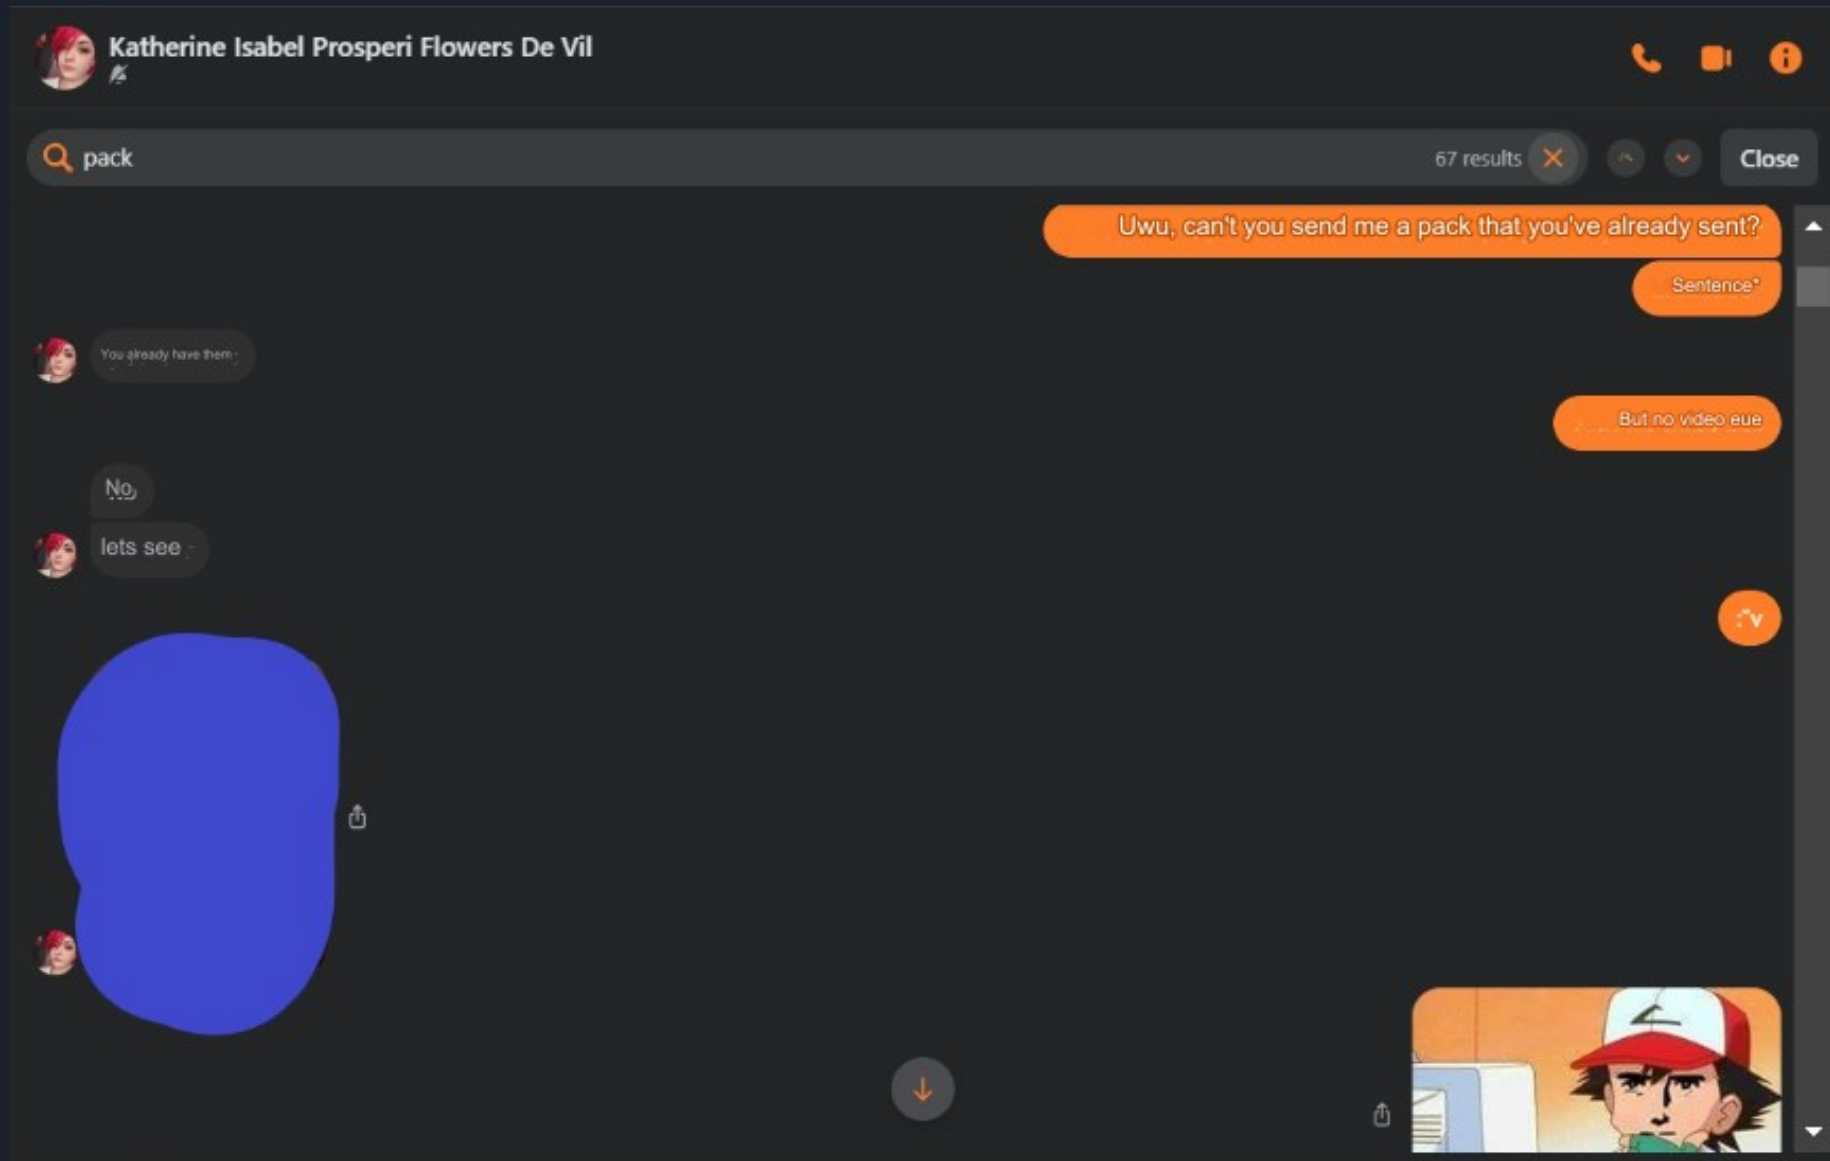 Katherine Isabel Prosperi Flowers De Vil
pack
67 results
Close
Uwu, can't you send me a pack that you've already sent?
Sentence*
You already have them
But no video eue
No,
lets see
:"v